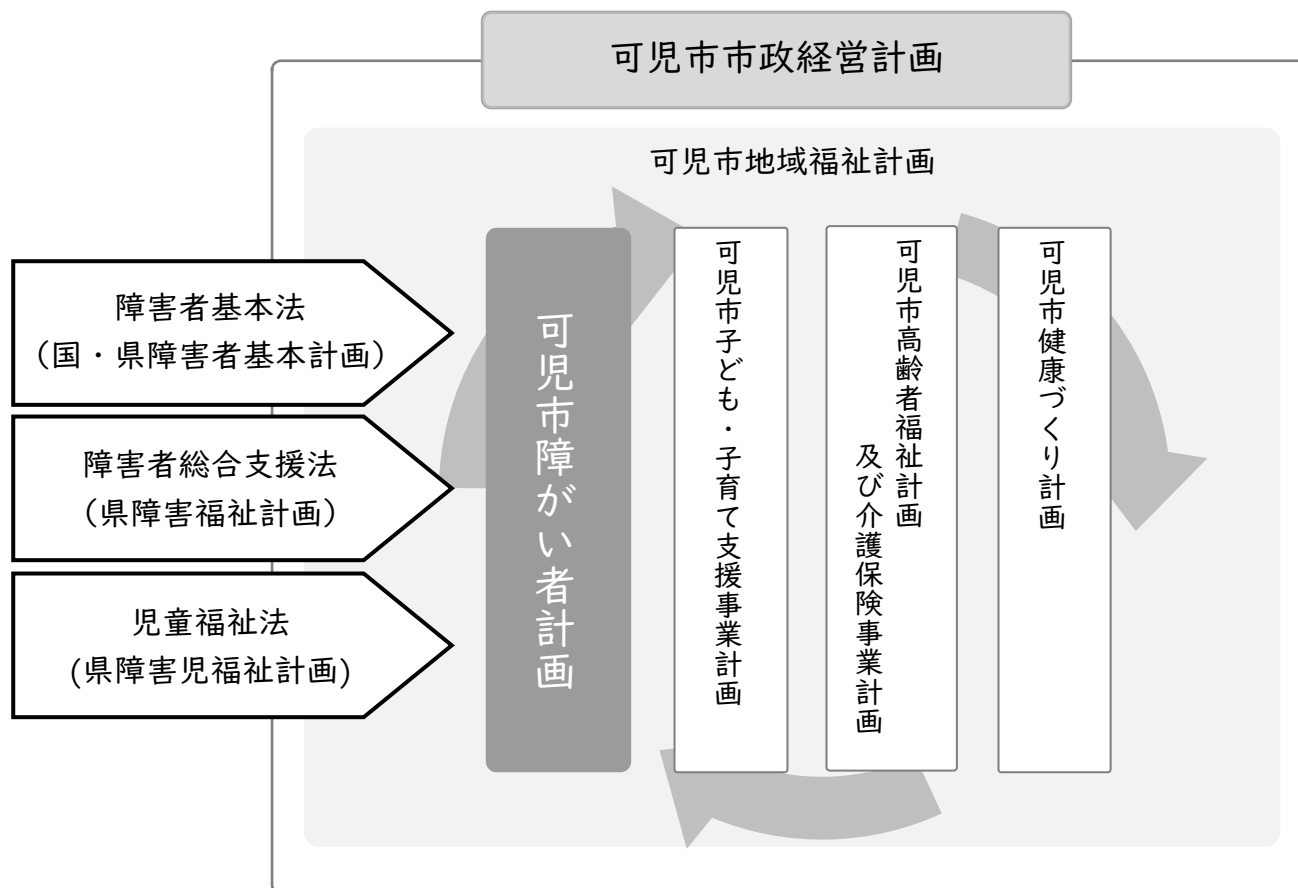 可児市市政経営計画
可児市地域福祉計画
障害者基本法
（国・県障害者基本計画）
障害者総合支援法
（県障害福祉計画）
児童福祉法
(県障害児福祉計画)
可児市障がい者計画
可児市子ども・子育て支援事業計画
可児市高齢者福祉計画
及び介護保険事業計画
可児市健康づくり計画